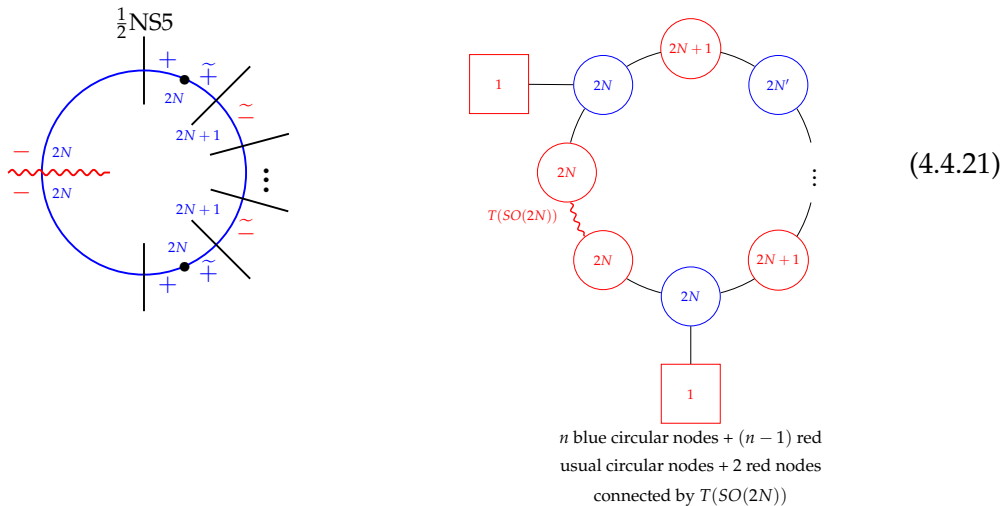 ½NS5
+
+̃
2N
−̃
2N + 1
−
2N
−
2N
2N + 1
−̃
2N
+̃
+
2N + 1
1
2N
2N′
2N
T(SO(2N))
2N
2N
2N + 1
1
⋮
(4.4.21)
n blue circular nodes + (n − 1) red
usual circular nodes + 2 red nodes
connected by T(SO(2N))